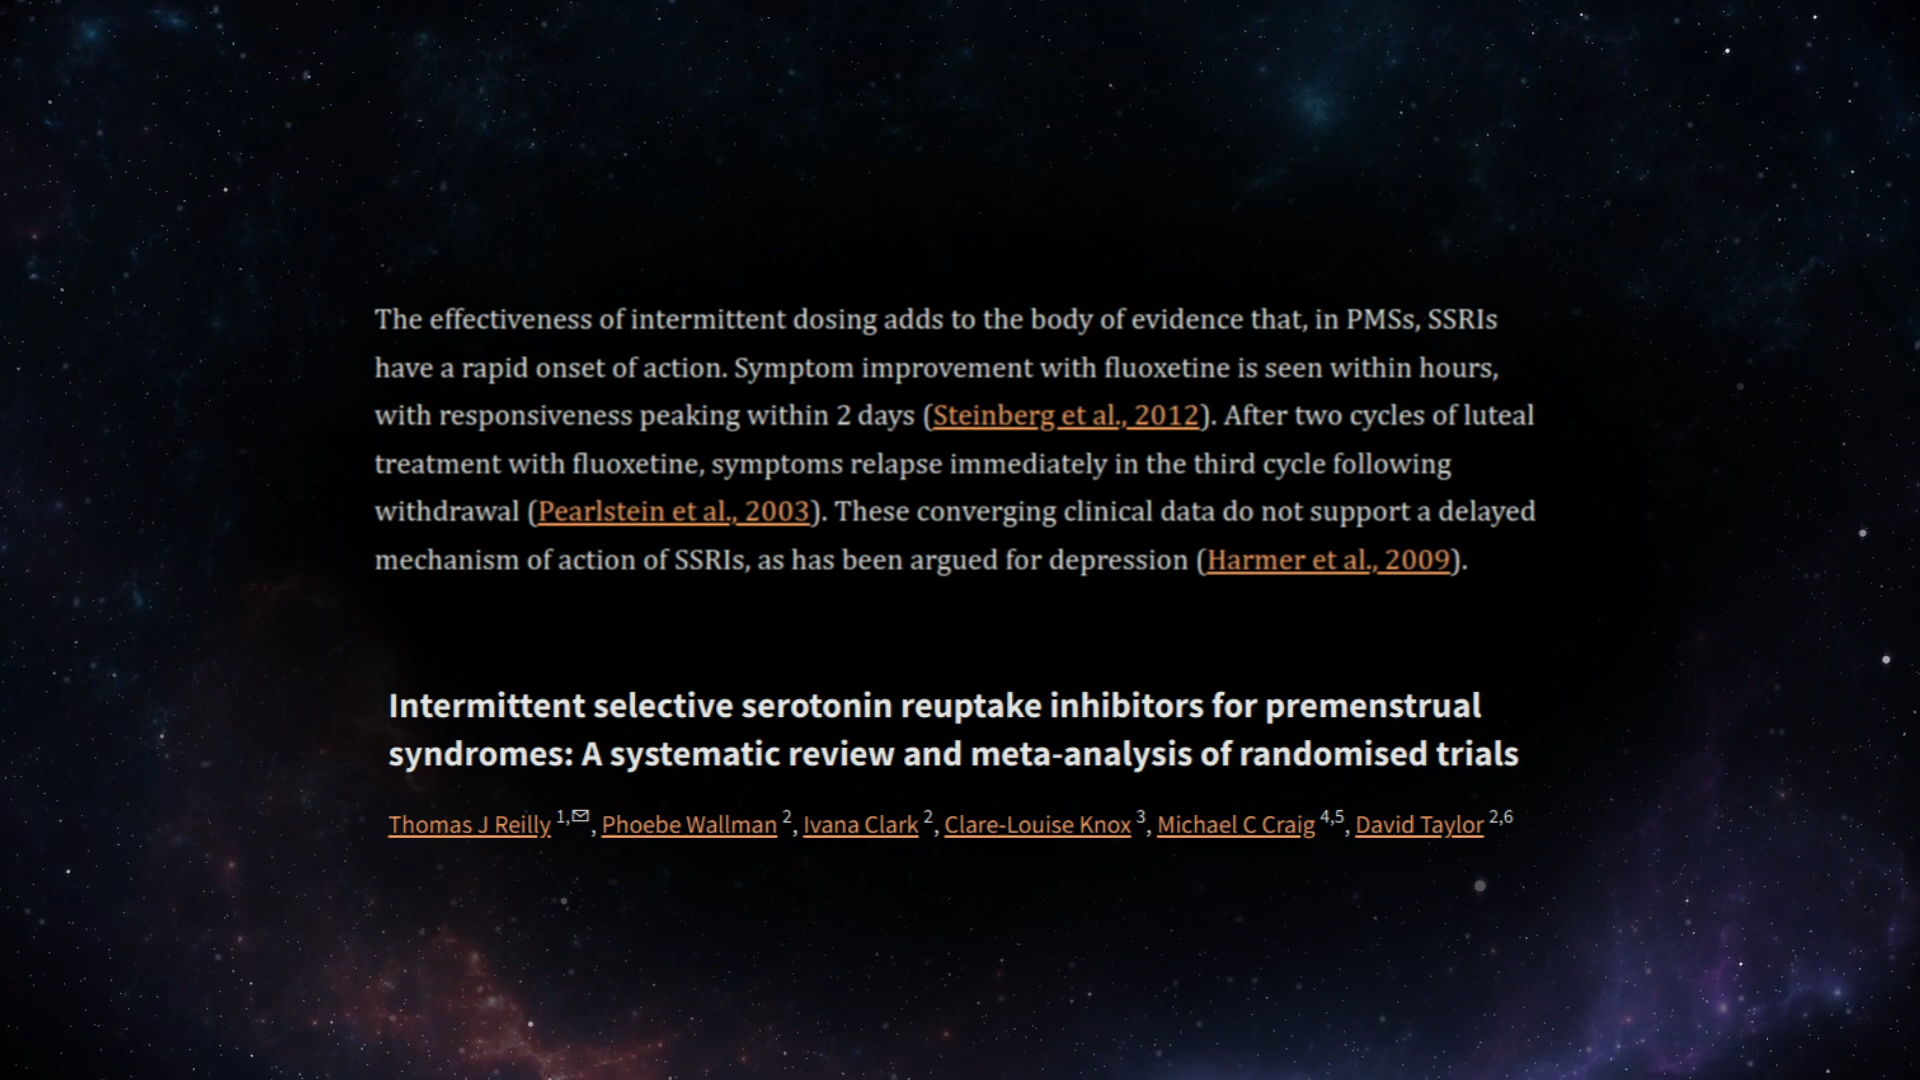 The effectiveness of intermittent dosing adds to the body of evidence that, in PMSs, SSRIs
have a rapid onset of action. Symptom improvement with fluoxetine is seen within hours,
with responsiveness peaking within 2 days (Steinberg et al., 2012). After two cycles of luteal
treatment with fluoxetine, symptoms relapse immediately in the third cycle following
withdrawal (Pearlstein et al., 2003). These converging clinical data do not support a delayed
mechanism of action of SSRIs, as has been argued for depression (Harmer et al., 2009).
Intermittent selective serotonin reuptake inhibitors for premenstrual
syndromes: A systematic review and meta-analysis of randomised trials
Thomas J Reilly 1,✉, Phoebe Wallman 2, Ivana Clark 2, Clare-Louise Knox 3, Michael C Craig 4,5, David Taylor 2,6